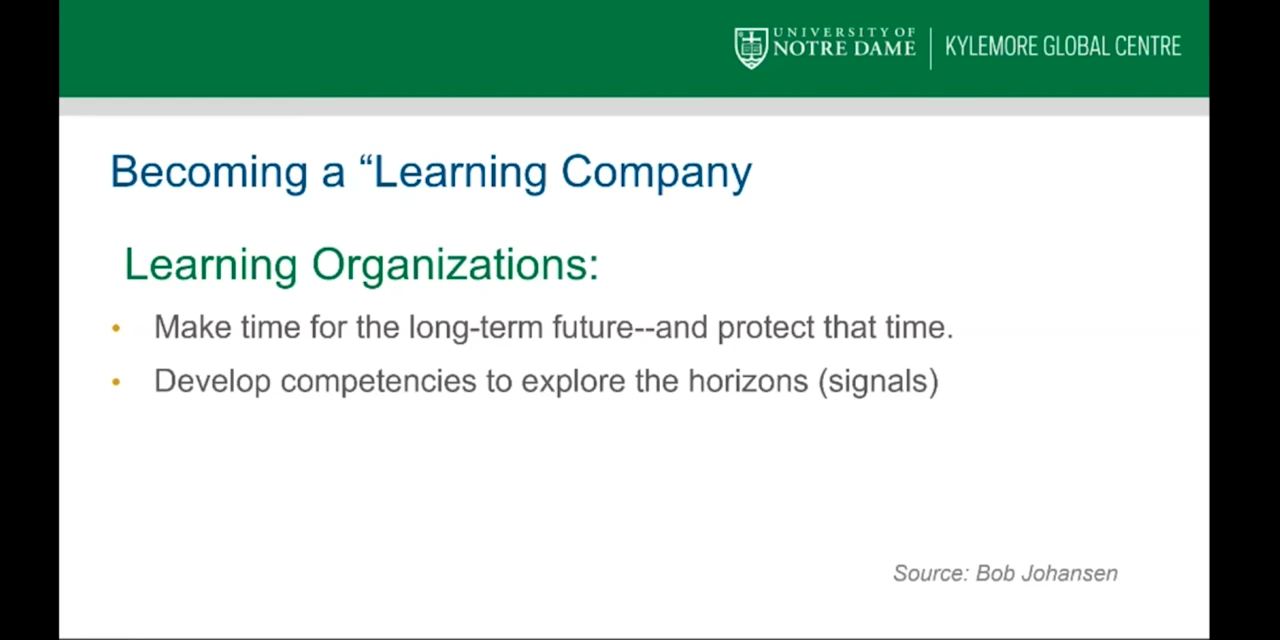 UNIVERSITY OF
NOTRE DAME
KYLEMORE GLOBAL CENTRE
Becoming a “Learning Company
Learning Organizations:
• Make time for the long-term future--and protect that time.
• Develop competencies to explore the horizons (signals)
Source: Bob Johansen